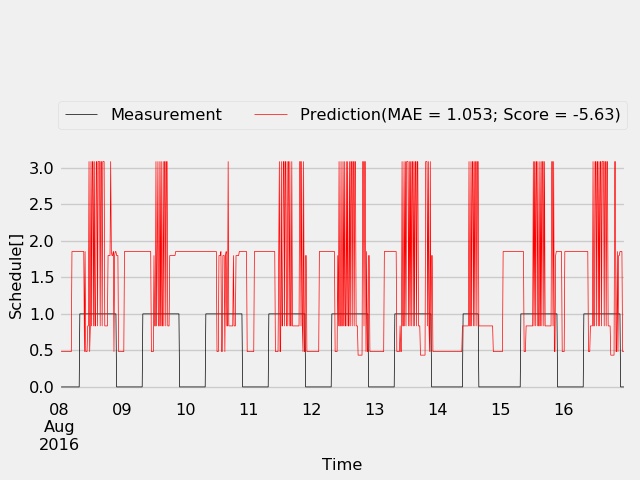 Measurement
Prediction(MAE = 1.053; Score = -5.63)
3.0
2.5
2.0
1.5
1.0
0.5
0.0
Schedule[]
08 09 10 11 12 13 14 15 16
Aug
2016
Time